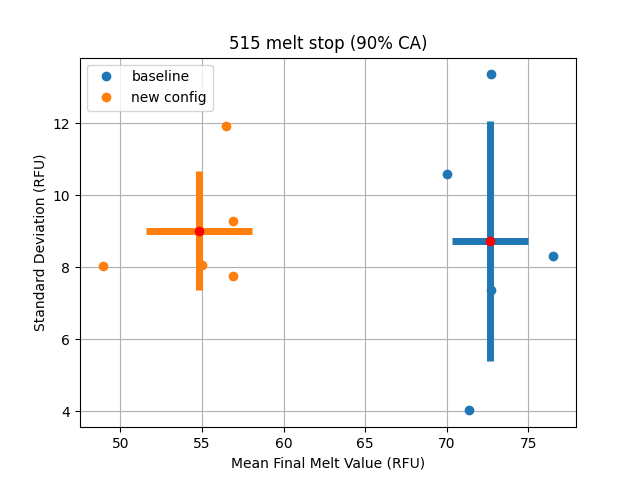 515 melt stop (90% CA)
baseline
new config
12
10
8
6
4
Standard Deviation (RFU)
50
55
60
65
70
75
Mean Final Melt Value (RFU)